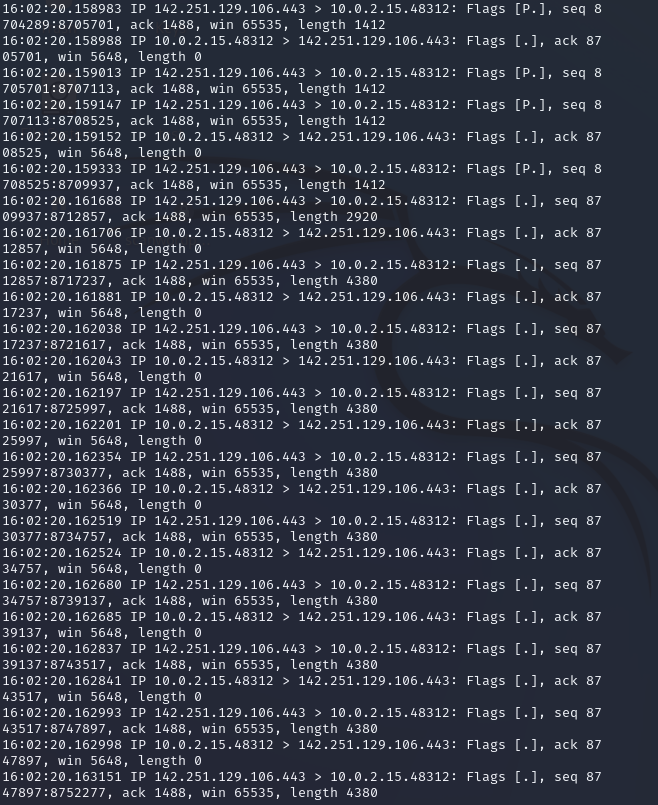 16:02:20.158983 IP 142.251.129.106.443 > 10.0.2.15.48312: Flags [P.], seq 8
704289:8705701, ack 1488, win 65535, length 1412
16:02:20.158988 IP 10.0.2.15.48312 > 142.251.129.106.443: Flags [.], ack 87
05701, win 5648, length 0
16:02:20.159013 IP 142.251.129.106.443 > 10.0.2.15.48312: Flags [P.], seq 8
705701:8707113, ack 1488, win 65535, length 1412
16:02:20.159147 IP 142.251.129.106.443 > 10.0.2.15.48312: Flags [P.], seq 8
707113:8708525, ack 1488, win 65535, length 1412
16:02:20.159152 IP 10.0.2.15.48312 > 142.251.129.106.443: Flags [.], ack 87
08525, win 5648, length 0
16:02:20.159333 IP 142.251.129.106.443 > 10.0.2.15.48312: Flags [P.], seq 8
708525:8709937, ack 1488, win 65535, length 1412
16:02:20.161688 IP 142.251.129.106.443 > 10.0.2.15.48312: Flags [.], seq 87
09937:8712857, ack 1488, win 65535, length 2920
16:02:20.161706 IP 10.0.2.15.48312 > 142.251.129.106.443: Flags [.], ack 87
12857, win 5648, length 0
16:02:20.161875 IP 142.251.129.106.443 > 10.0.2.15.48312: Flags [.], seq 87
12857:8717237, ack 1488, win 65535, length 4380
16:02:20.161881 IP 10.0.2.15.48312 > 142.251.129.106.443: Flags [.], ack 87
17237, win 5648, length 0
16:02:20.162038 IP 142.251.129.106.443 > 10.0.2.15.48312: Flags [.], seq 87
17237:8721617, ack 1488, win 65535, length 4380
16:02:20.162043 IP 10.0.2.15.48312 > 142.251.129.106.443: Flags [.], ack 87
21617, win 5648, length 0
16:02:20.162197 IP 142.251.129.106.443 > 10.0.2.15.48312: Flags [.], seq 87
21617:8725997, ack 1488, win 65535, length 4380
16:02:20.162201 IP 10.0.2.15.48312 > 142.251.129.106.443: Flags [.], ack 87
25997, win 5648, length 0
16:02:20.162354 IP 142.251.129.106.443 > 10.0.2.15.48312: Flags [.], seq 87
25997:8730377, ack 1488, win 65535, length 4380
16:02:20.162366 IP 10.0.2.15.48312 > 142.251.129.106.443: Flags [.], ack 87
30377, win 5648, length 0
16:02:20.162519 IP 142.251.129.106.443 > 10.0.2.15.48312: Flags [.], seq 87
30377:8734757, ack 1488, win 65535, length 4380
16:02:20.162524 IP 10.0.2.15.48312 > 142.251.129.106.443: Flags [.], ack 87
34757, win 5648, length 0
16:02:20.162680 IP 142.251.129.106.443 > 10.0.2.15.48312: Flags [.], seq 87
34757:8739137, ack 1488, win 65535, length 4380
16:02:20.162685 IP 10.0.2.15.48312 > 142.251.129.106.443: Flags [.], ack 87
39137, win 5648, length 0
16:02:20.162837 IP 142.251.129.106.443 > 10.0.2.15.48312: Flags [.], seq 87
39137:8743517, ack 1488, win 65535, length 4380
16:02:20.162841 IP 10.0.2.15.48312 > 142.251.129.106.443: Flags [.], ack 87
43517, win 5648, length 0
16:02:20.162993 IP 142.251.129.106.443 > 10.0.2.15.48312: Flags [.], seq 87
43517:8747897, ack 1488, win 65535, length 4380
16:02:20.162998 IP 10.0.2.15.48312 > 142.251.129.106.443: Flags [.], ack 87
47897, win 5648, length 0
16:02:20.163151 IP 142.251.129.106.443 > 10.0.2.15.48312: Flags [.], seq 87
47897:8752277, ack 1488, win 65535, length 4380